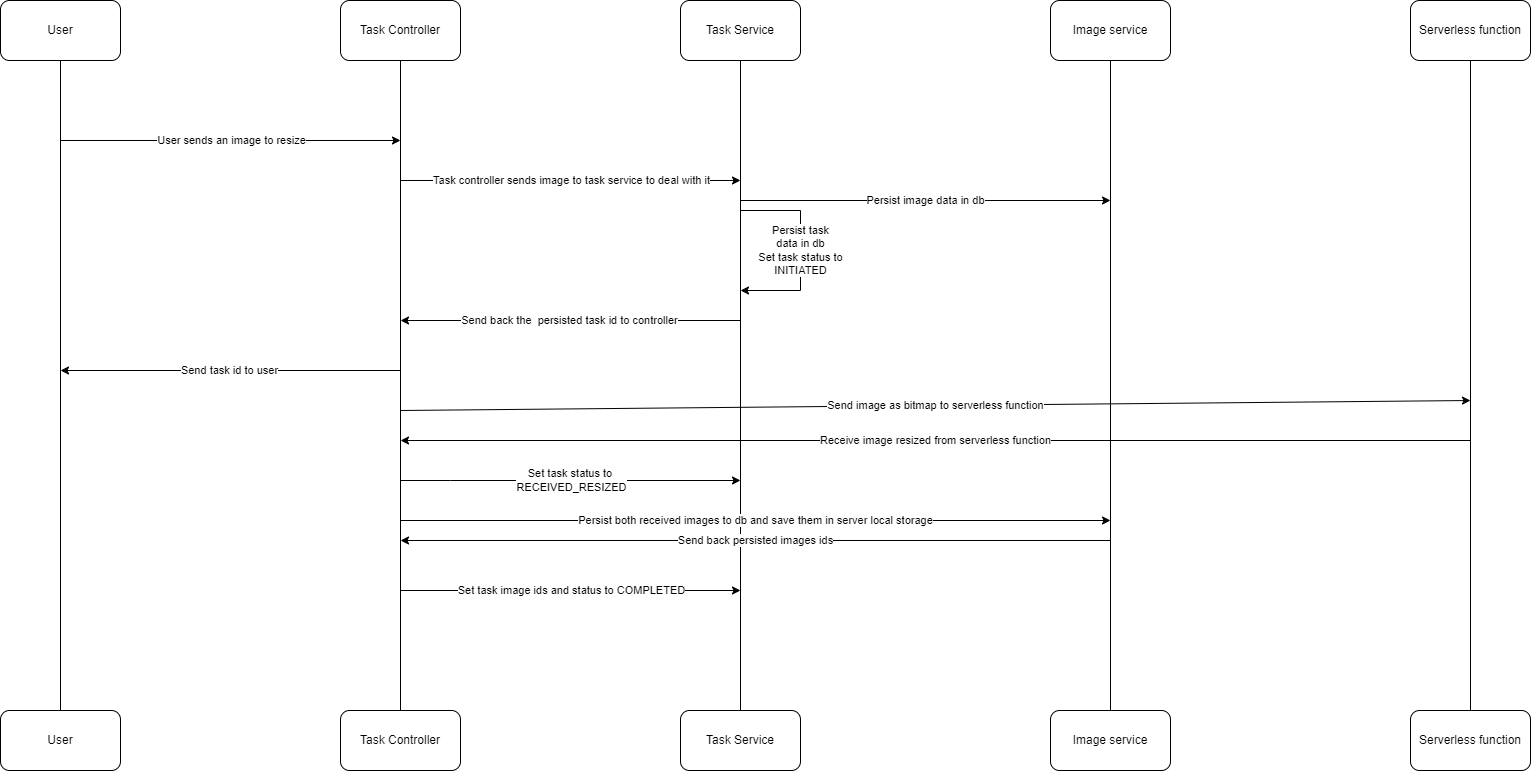 User
Task Controller
Task Service
Image service
Serverless function
User sends an image to resize
Task controller sends image to task service to deal with it
Persist image data in db
Persist task
data in db
Set task status to
INITIATED
Send back the  persisted task id to controller
Send task id to user
Send image as bitmap to serverless function
Receive image resized from serverless function
Set task status to
RECEIVED_RESIZED
Persist both received images to db and save them in server local storage
Send back persisted images ids
Set task image ids and status to COMPLETED
User
Task Controller
Task Service
Image service
Serverless function